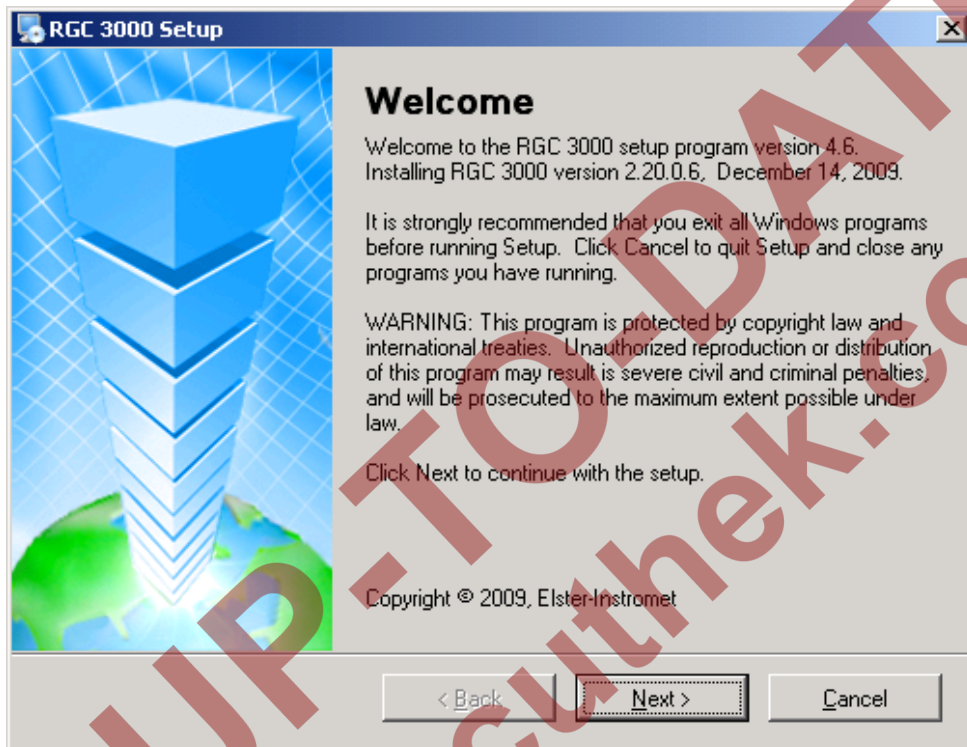 RGC 3000 Setup
Welcome
Welcome to the RGC 3000 setup program version 4.6.
Installing RGC 3000 version 2.20.0.6, December 14, 2009.
It is strongly recommended that you exit all Windows programs
before running Setup. Click Cancel to quit Setup and close any
programs you have running.
WARNING: This program is protected by copyright law and
international treaties. Unauthorized reproduction or distribution
of this program may result is severe civil and criminal penalties,
and will be prosecuted to the maximum extent possible under
law.
Click Next to continue with the setup.
Copyright © 2009, Elster-Instromet
< Back
Next >
Cancel
UP-TO-DAT
cuthek.co